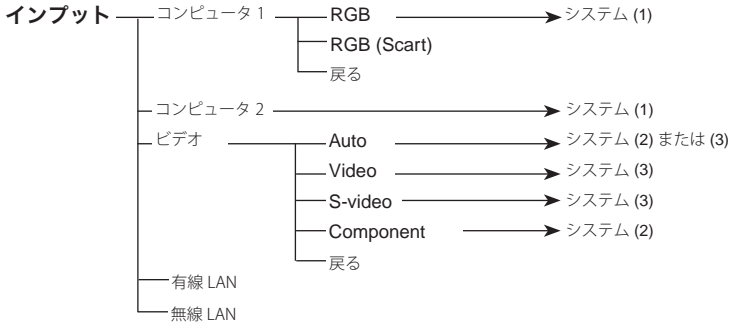 インプット コンピュータ 1 RGB システム (1)
RGB (Scart)
戻る
コンピュータ 2 システム (1)
ビデオ Auto システム (2) または (3)
Video システム (3)
S-video システム (3)
Component システム (2)
戻る
有線 LAN
無線 LAN